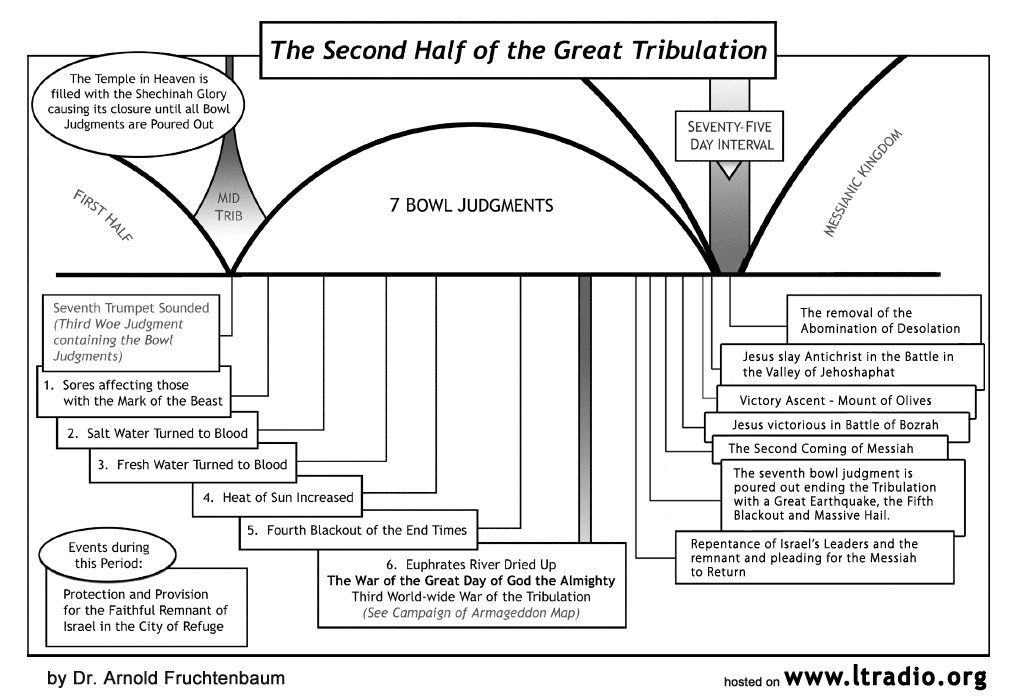 The Second Half of the Great Tribulation
The Temple in Heaven is
filled with the Shechinah Glory
causing its closure until all Bowl
Judgments are Poured Out
SEVENTY-FIVE
DAY INTERVAL
FIRST HALF
MID
TRIB
7 BOWL JUDGMENTS
MESSIANIC KINGDOM
Seventh Trumpet Sounded
(Third Woe Judgment
containing the Bowl
Judgments)
1. Sores affecting those
with the Mark of the Beast
2. Salt Water Turned to Blood
3. Fresh Water Turned to Blood
4. Heat of Sun Increased
5. Fourth Blackout of the End Times
6. Euphrates River Dried Up
The War of the Great Day of God the Almighty
Third World-wide War of the Tribulation
(See Campaign of Armageddon Map)
The removal of the
Abomination of Desolation
Jesus slay Antichrist in the Battle in
the Valley of Jehoshaphat
Victory Ascent - Mount of Olives
Jesus victorious in Battle of Bozrah
The Second Coming of Messiah
The seventh bowl judgment is
poured out ending the Tribulation
with a Great Earthquake, the Fifth
Blackout and Massive Hail.
Repentance of Israel's Leaders and the
remnant and pleading for the Messiah
to Return
Events during
this Period:
Protection and Provision
for the Faithful Remnant of
Israel in the City of Refuge
by Dr. Arnold Fruchtenbaum
hosted on www.ltradio.org